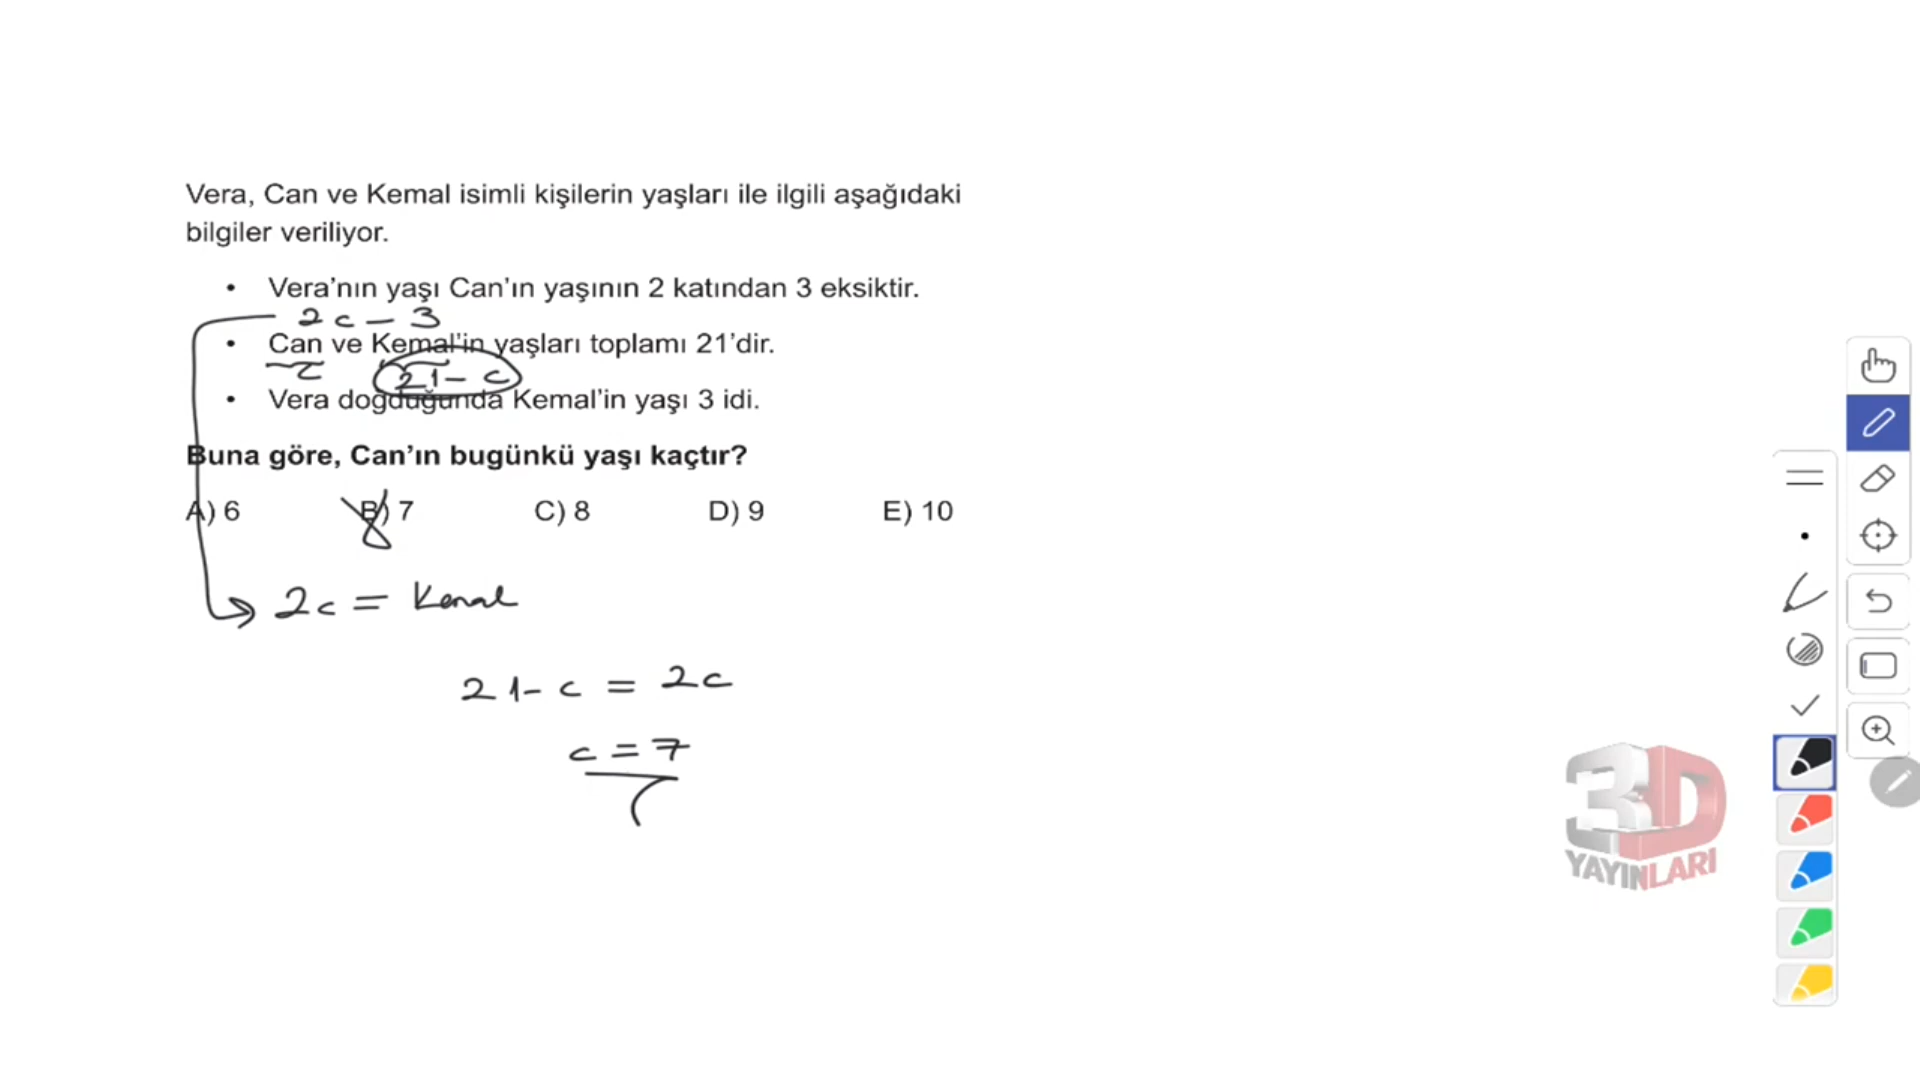 Vera, Can ve Kemal isimli kişilerin yaşları ile ilgili aşağıdaki
bilgiler veriliyor.
• Vera'nın yaşı Can'ın yaşının 2 katından 3 eksiktir.
2c - 3
• Can ve Kemal'in yaşları toplamı 21'dir.
c 21 - c
• Vera doğduğunda Kemal'in yaşı 3 idi.
Buna göre, Can'ın bugünkü yaşı kaçtır?
A) 6 B) 7 C) 8 D) 9 E) 10
2c = Kemal
21 - c = 2c
c = 7
3D
YAYINLARI